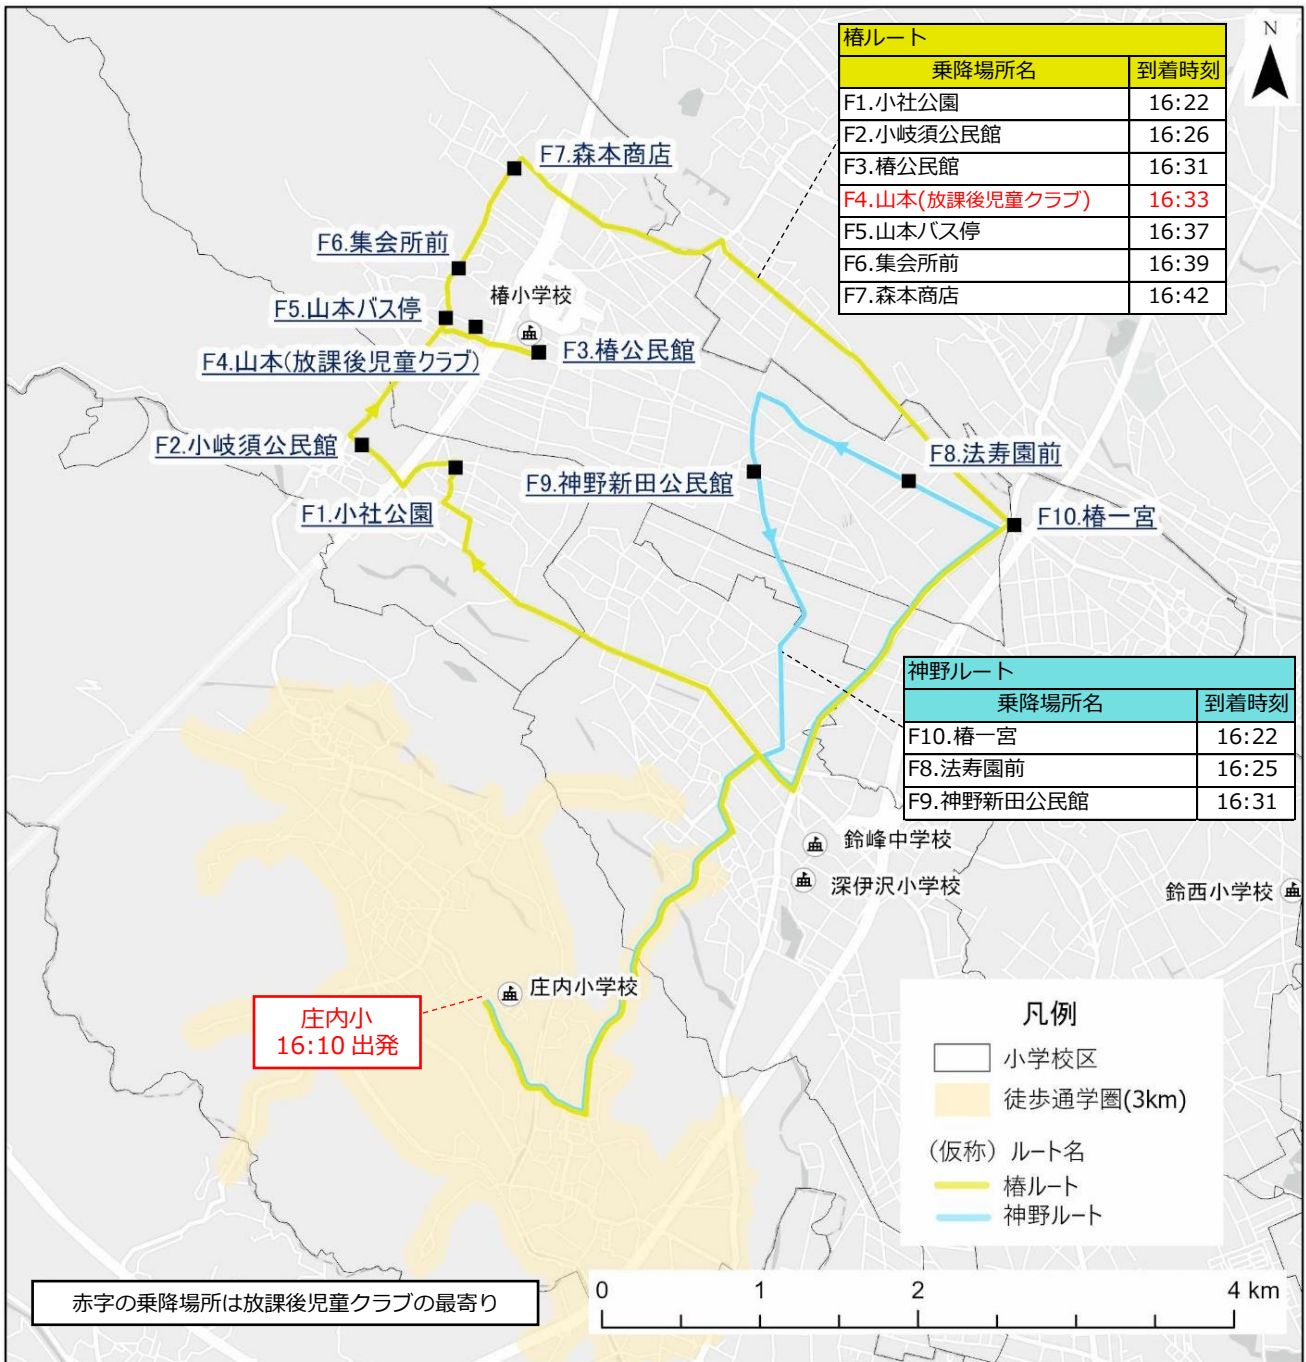 椿ルート
乗降場所名 到着時刻
F1.小社公園 16:22
F2.小岐須公民館 16:26
F3.椿公民館 16:31
F4.山本(放課後児童クラブ) 16:33
F5.山本バス停 16:37
F6.集会所前 16:39
F7.森本商店 16:42
N
F7.森本商店
F6.集会所前
椿小学校
F5.山本バス停
F3.椿公民館
F4.山本(放課後児童クラブ)
F2.小岐須公民館
F8.法寿園前
F9.神野新田公民館
F1.小社公園
F10.椿一宮
神野ルート
乗降場所名 到着時刻
F10.椿一宮 16:22
F8.法寿園前 16:25
F9.神野新田公民館 16:31
鈴峰中学校
深伊沢小学校
鈴西小学校
庄内小学校
庄内小
16:10 出発
凡例
小学校区
徒歩通学圏(3km)
（仮称）ルート名
椿ルート
神野ルート
赤字の乗降場所は放課後児童クラブの最寄り
0 1 2 4 km